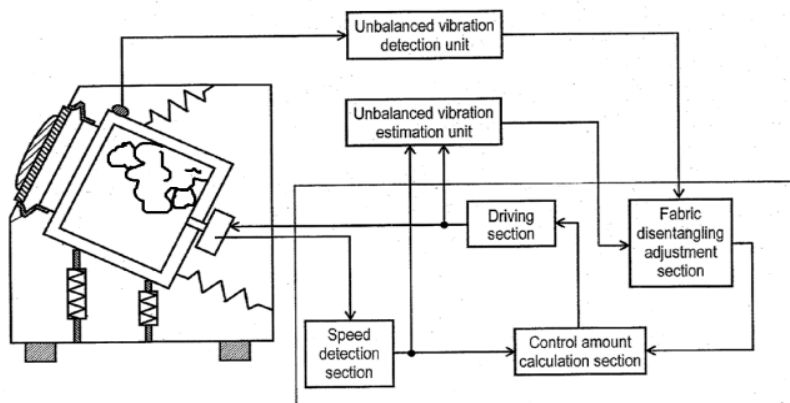 Unbalanced vibration
detection unit
Unbalanced vibration
estimation unit
Driving
section
Fabric
disentangling
adjustment
section
Speed
detection
section
Control amount
calculation section